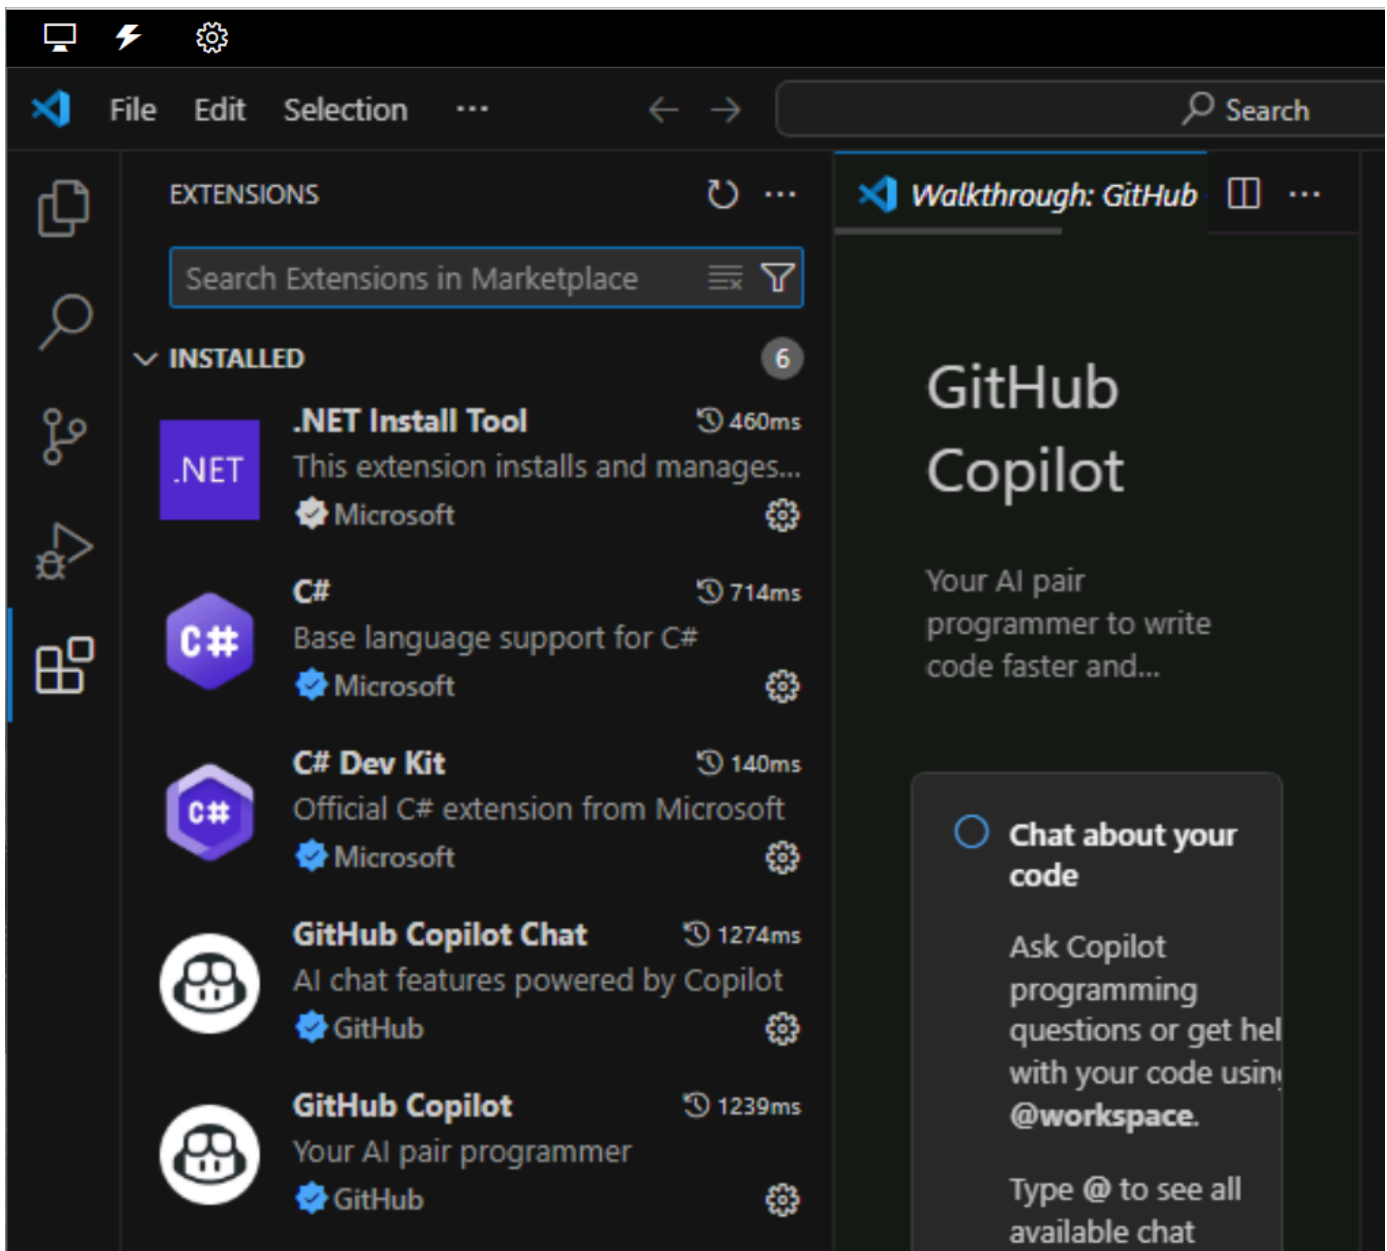 File Edit Selection ··· Search
EXTENSIONS
Search Extensions in Marketplace
INSTALLED 6
.NET
.NET Install Tool 460ms
This extension installs and manages...
Microsoft
C#
C# 714ms
Base language support for C#
Microsoft
C#
C# Dev Kit 140ms
Official C# extension from Microsoft
Microsoft
GitHub Copilot Chat 1274ms
AI chat features powered by Copilot
GitHub
GitHub Copilot 1239ms
Your AI pair programmer
GitHub
Walkthrough: GitHub
GitHub
Copilot
Your AI pair
programmer to write
code faster and...
Chat about your
code
Ask Copilot
programming
questions or get hel
with your code using
@workspace.
Type @ to see all
available chat